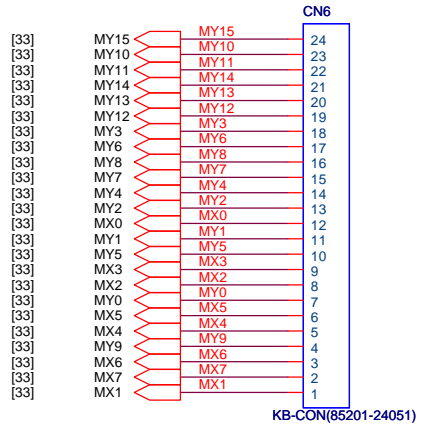 CN6
[33] MY15 MY15 24
[33] MY10 MY10 23
[33] MY11 MY11 22
[33] MY14 MY14 21
[33] MY13 MY13 20
[33] MY12 MY12 19
[33] MY3 MY3 18
[33] MY6 MY6 17
[33] MY8 MY8 16
[33] MY7 MY7 15
[33] MY4 MY4 14
[33] MY2 MY2 13
[33] MX0 MX0 12
[33] MY1 MY1 11
[33] MY5 MY5 10
[33] MX3 MX3 9
[33] MX2 MX2 8
[33] MY0 MY0 7
[33] MX5 MX5 6
[33] MX4 MX4 5
[33] MY9 MY9 4
[33] MX6 MX6 3
[33] MX7 MX7 2
[33] MX1 MX1 1
KB-CON(85201-24051)